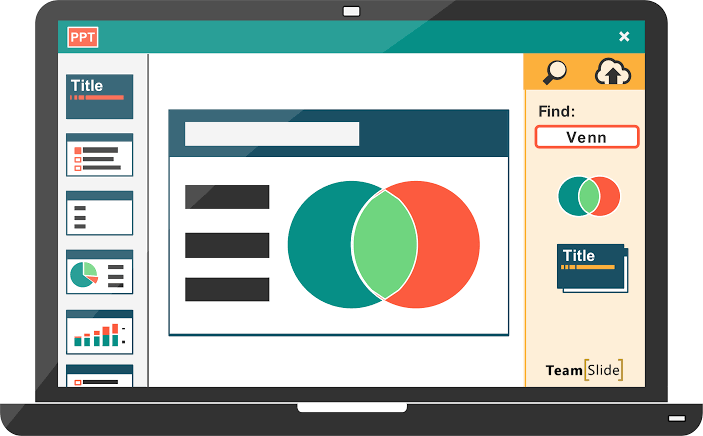 PPT
Title
Find:
Venn
Title
Team[Slide]